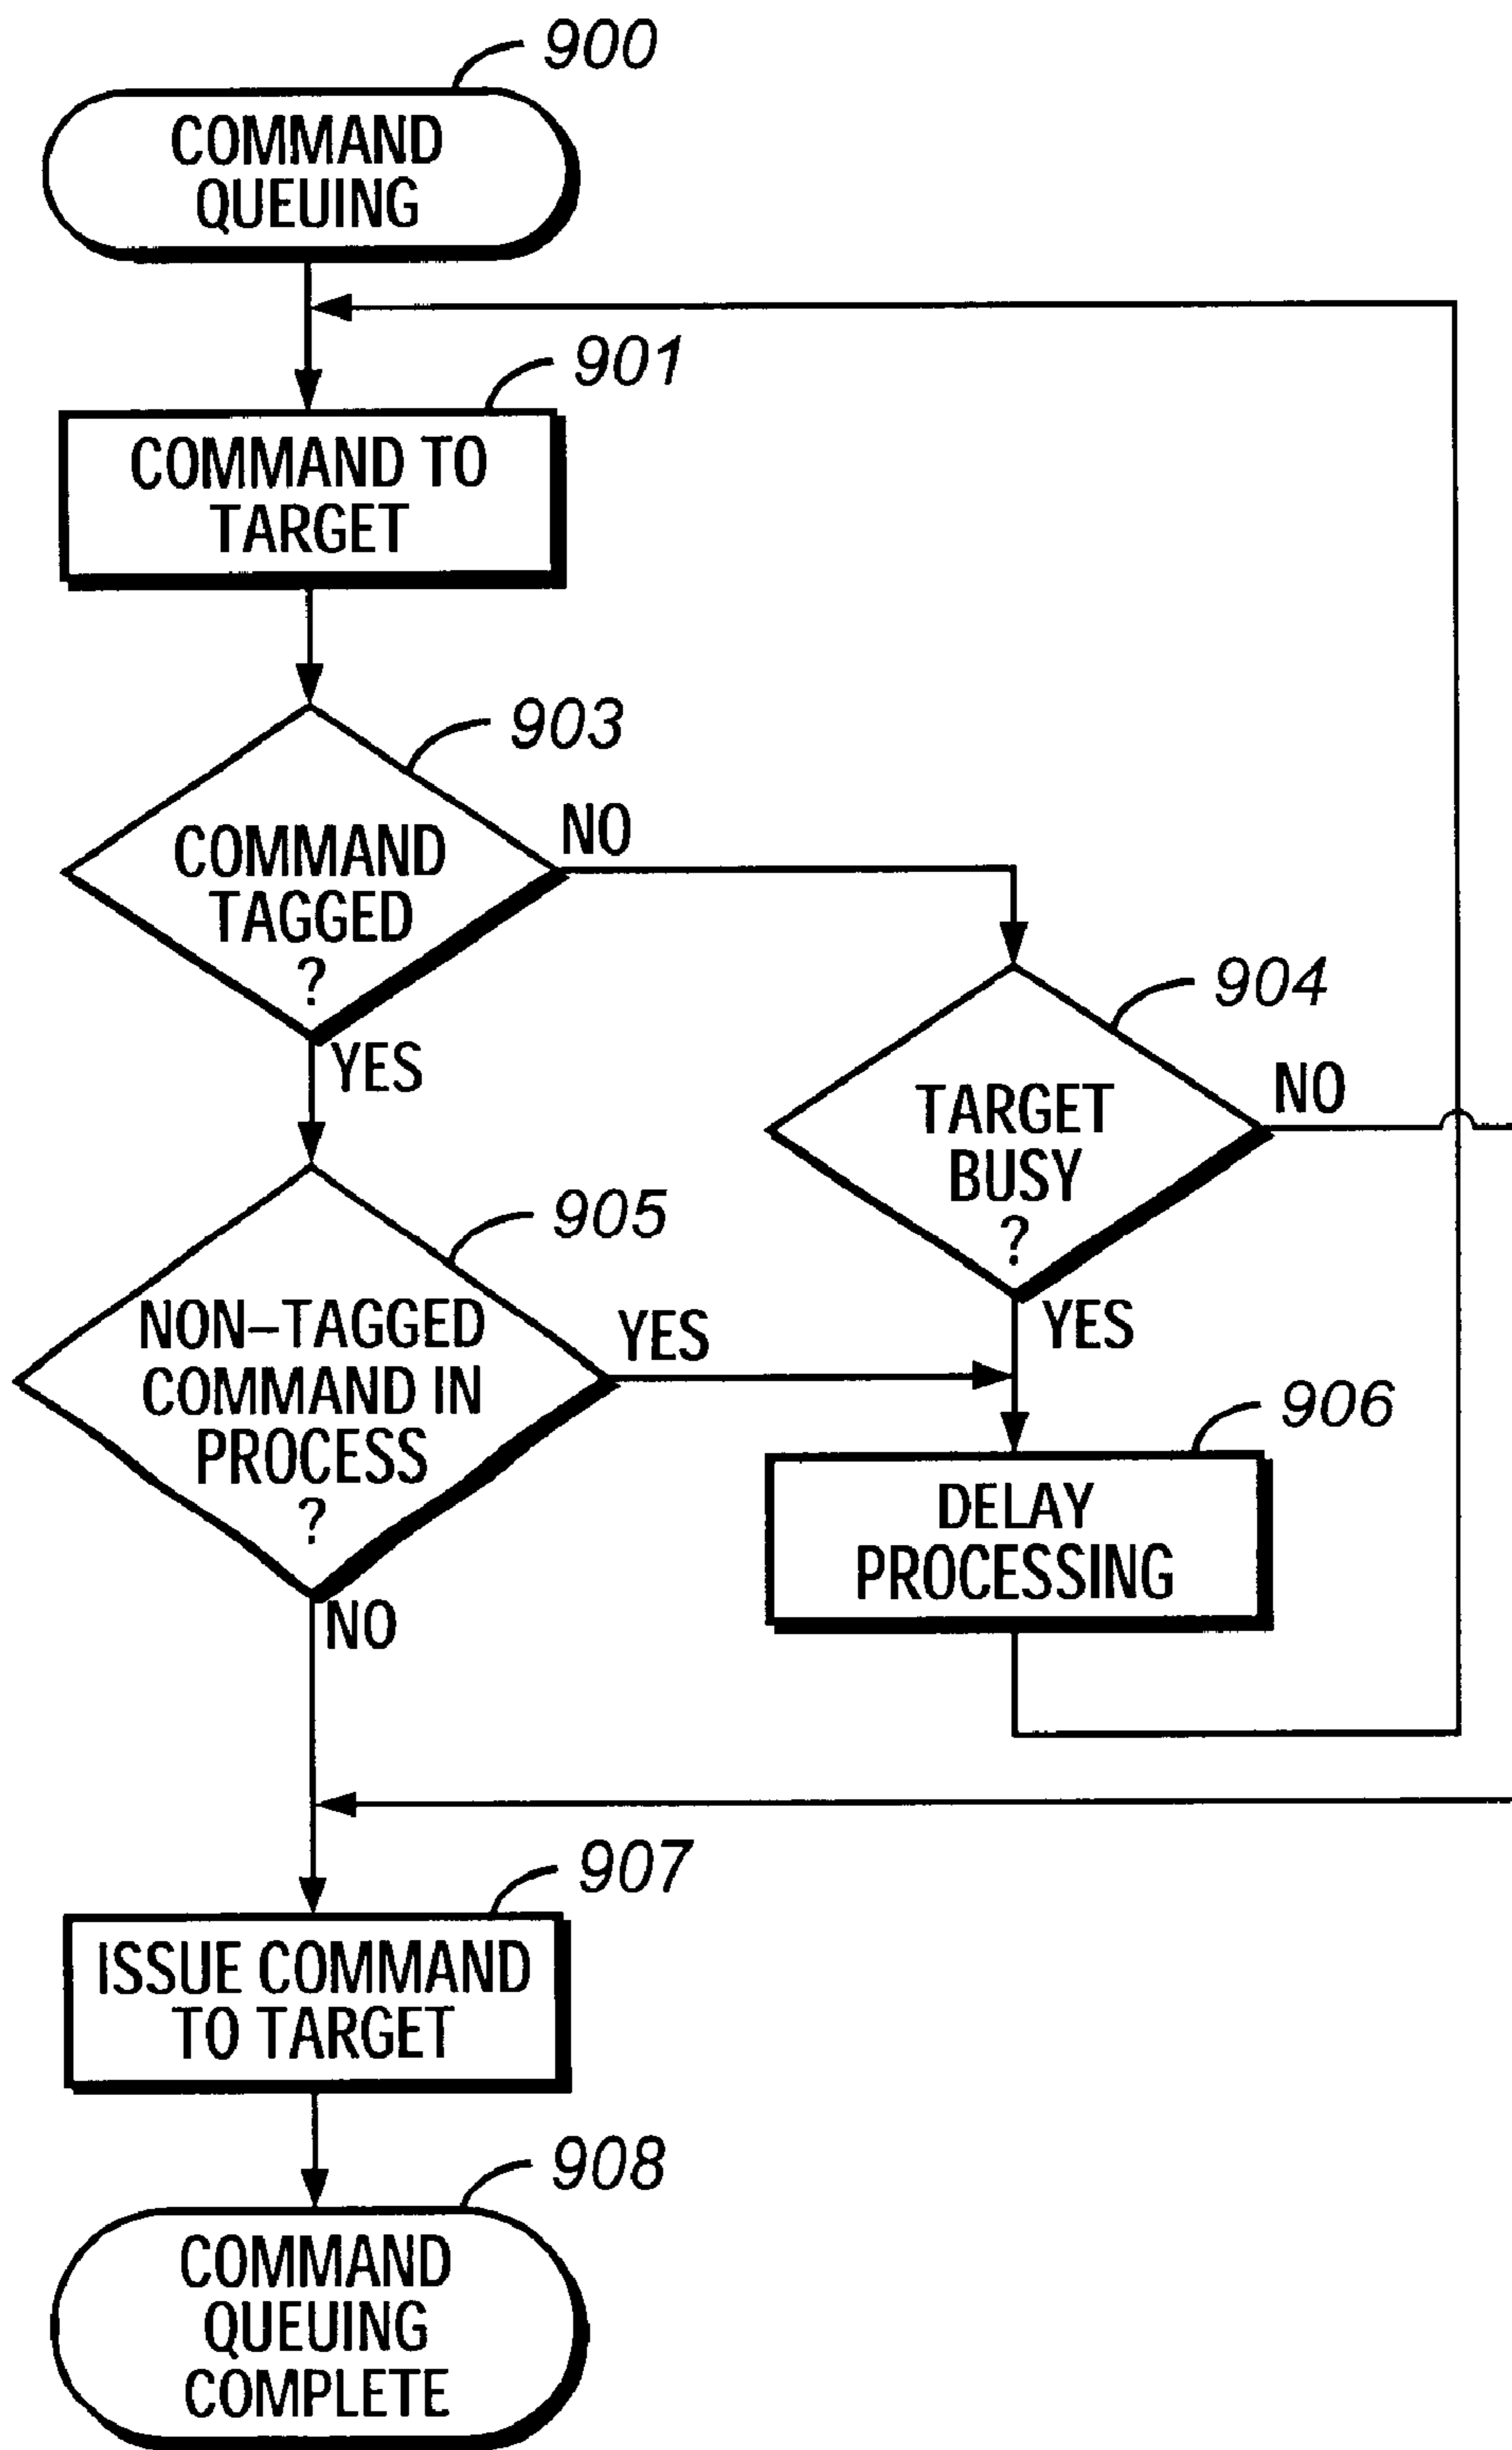 900
COMMAND
QUEUING
901
COMMAND TO
TARGET
903
COMMAND
TAGGED
?
NO
YES
904
TARGET
BUSY
?
NO
YES
905
NON–TAGGED
COMMAND IN
PROCESS
?
YES
NO
906
DELAY
PROCESSING
907
ISSUE COMMAND
TO TARGET
908
COMMAND
QUEUING
COMPLETE